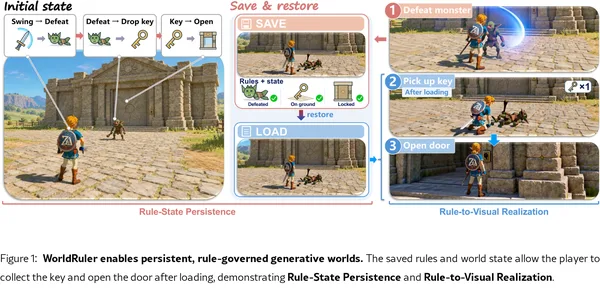 Initial state
Swing → Defeat
Defeat → Drop key
Key → Open
Save & restore
SAVE
Rules + state
Defeated
On ground
Locked
restore
LOAD
1 Defeat monster
2 Pick up key
After loading
×1
3 Open door
Rule-State Persistence
Rule-to-Visual Realization
Figure 1: WorldRuler enables persistent, rule-governed generative worlds. The saved rules and world state allow the player to
collect the key and open the door after loading, demonstrating Rule-State Persistence and Rule-to-Visual Realization.